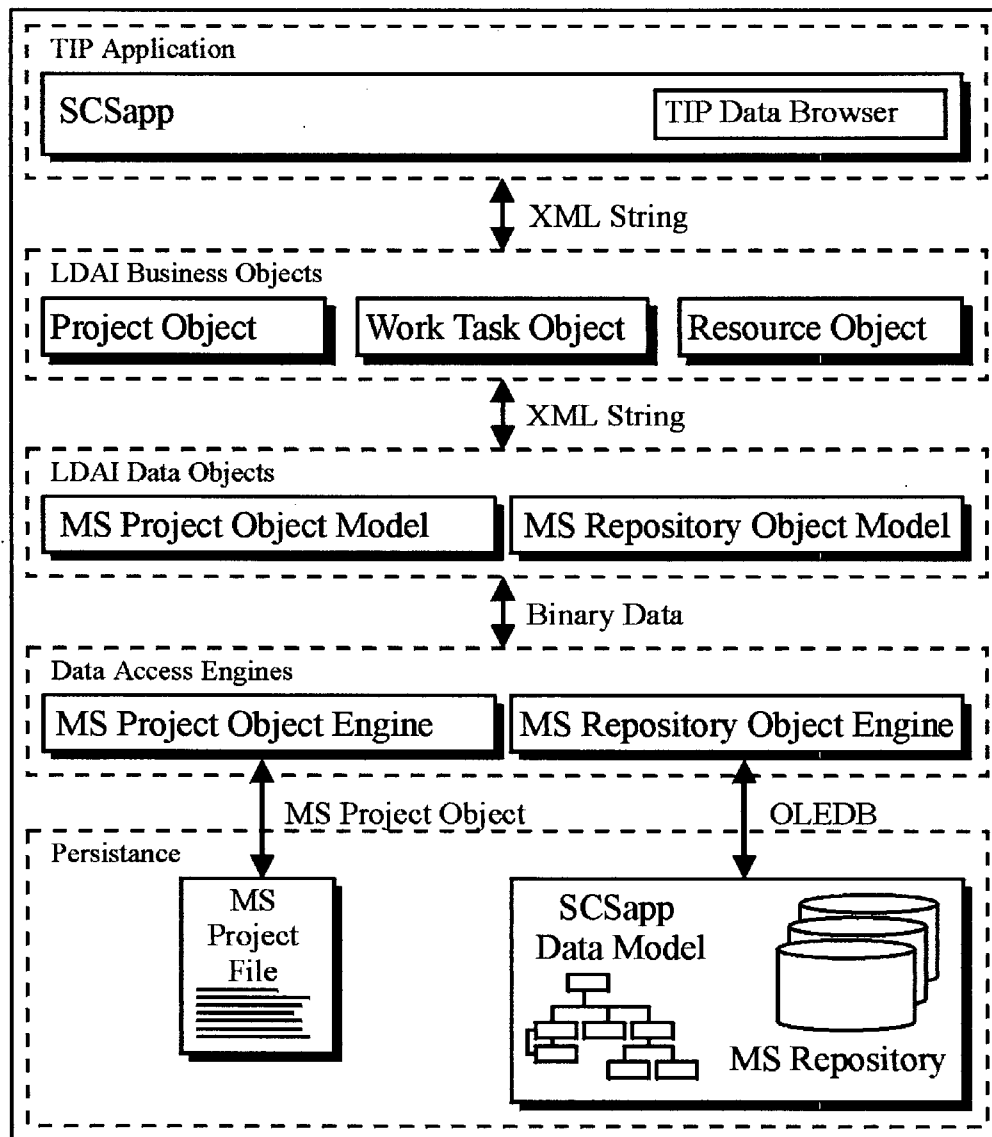 TIP Application
SCSapp
TIP Data Browser
XML String
LDAI Business Objects
Project Object
Work Task Object
Resource Object
XML String
LDAI Data Objects
MS Project Object Model
MS Repository Object Model
Binary Data
Data Access Engines
MS Project Object Engine
MS Repository Object Engine
MS Project Object
OLEDB
Persistance
MS
Project
File
SCSapp
Data Model
MS Repository